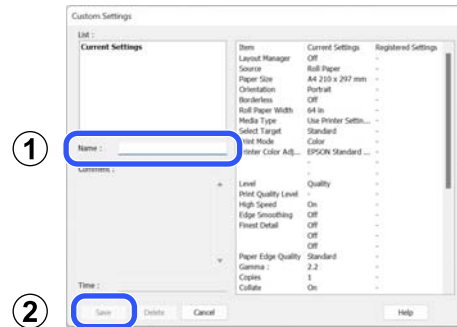 Custom Settings
List :
Current Settings
Item Current Settings Registered Settings
Layout Manager Off -
Source Roll Paper -
Paper Size A4 210 x 297 mm -
Orientation Portrait -
Borderless Off -
Roll Paper Width 64 in -
Media Type Use Printer Settin... -
Select Target Standard -
Print Mode Color -
Printer Color Adj... EPSON Standard ... -
- -
- -
Level Quality -
Print Quality Level - -
High Speed On -
Edge Smoothing Off -
Finest Detail Off -
Off -
Off -
Paper Edge Quality Standard -
Gamma : 2.2 -
Copies 1 -
Collate On -
1
Name :
Comment :
Time :
2
Save Delete Cancel Help